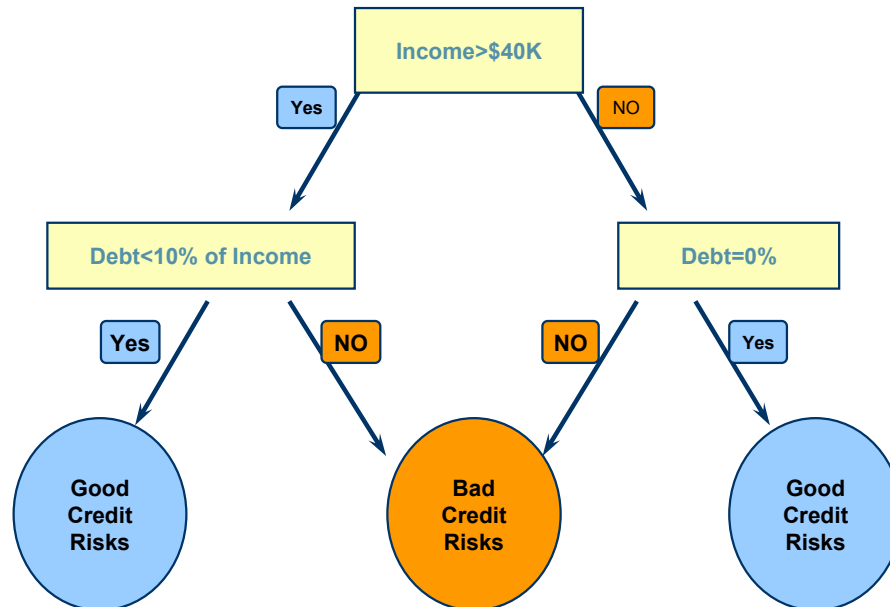 Income>$40K
Yes
NO
Debt<10% of Income
Debt=0%
Yes
NO
NO
Yes
Good
Credit
Risks
Bad
Credit
Risks
Good
Credit
Risks